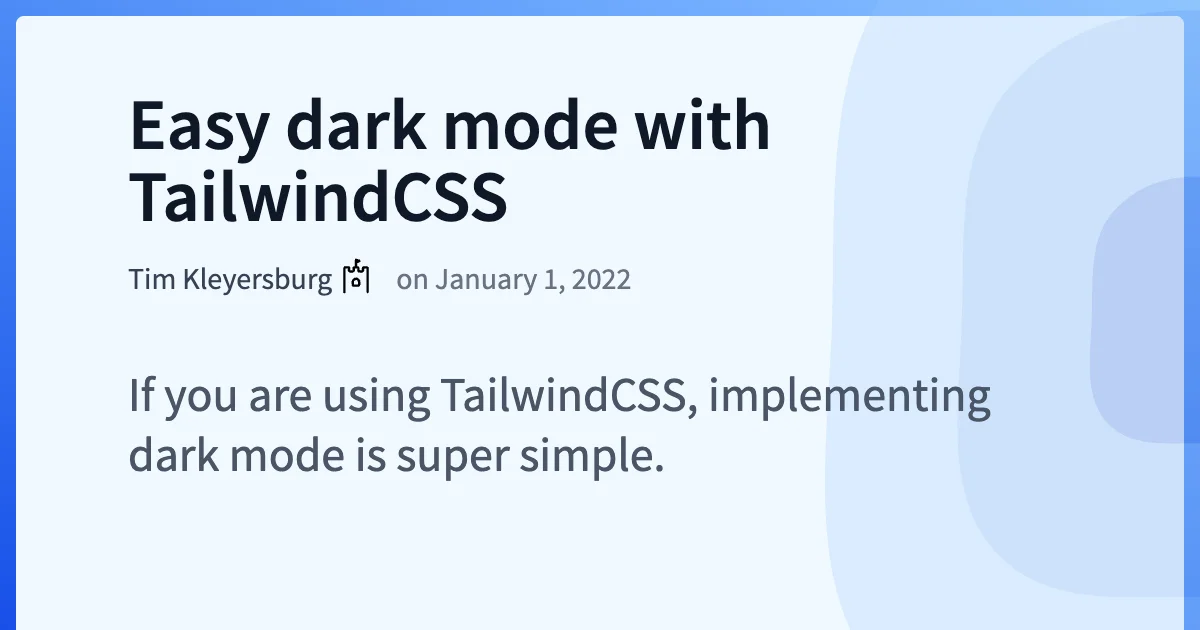 Easy dark mode with
TailwindCSS
Tim Kleyersburg on January 1, 2022
If you are using TailwindCSS, implementing
dark mode is super simple.